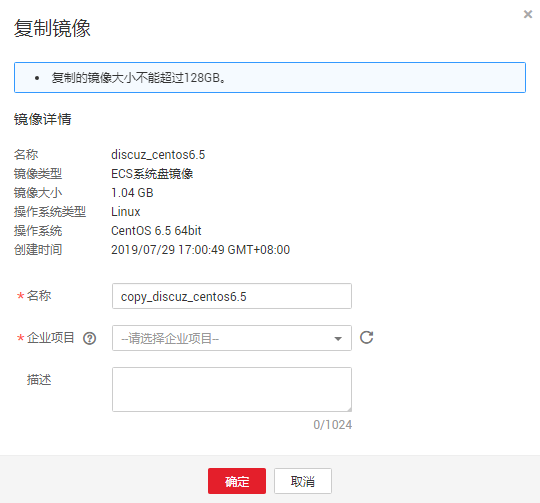 复制镜像
复制的镜像大小不能超过128GB。
镜像详情
名称 discuz_centos6.5
镜像类型 ECS系统盘镜像
镜像大小 1.04 GB
操作系统类型 Linux
操作系统 CentOS 6.5 64bit
创建时间 2019/07/29 17:00:49 GMT+08:00
* 名称 copy_discuz_centos6.5
* 企业项目 ? --请选择企业项目--
描述
0/1024
确定 取消